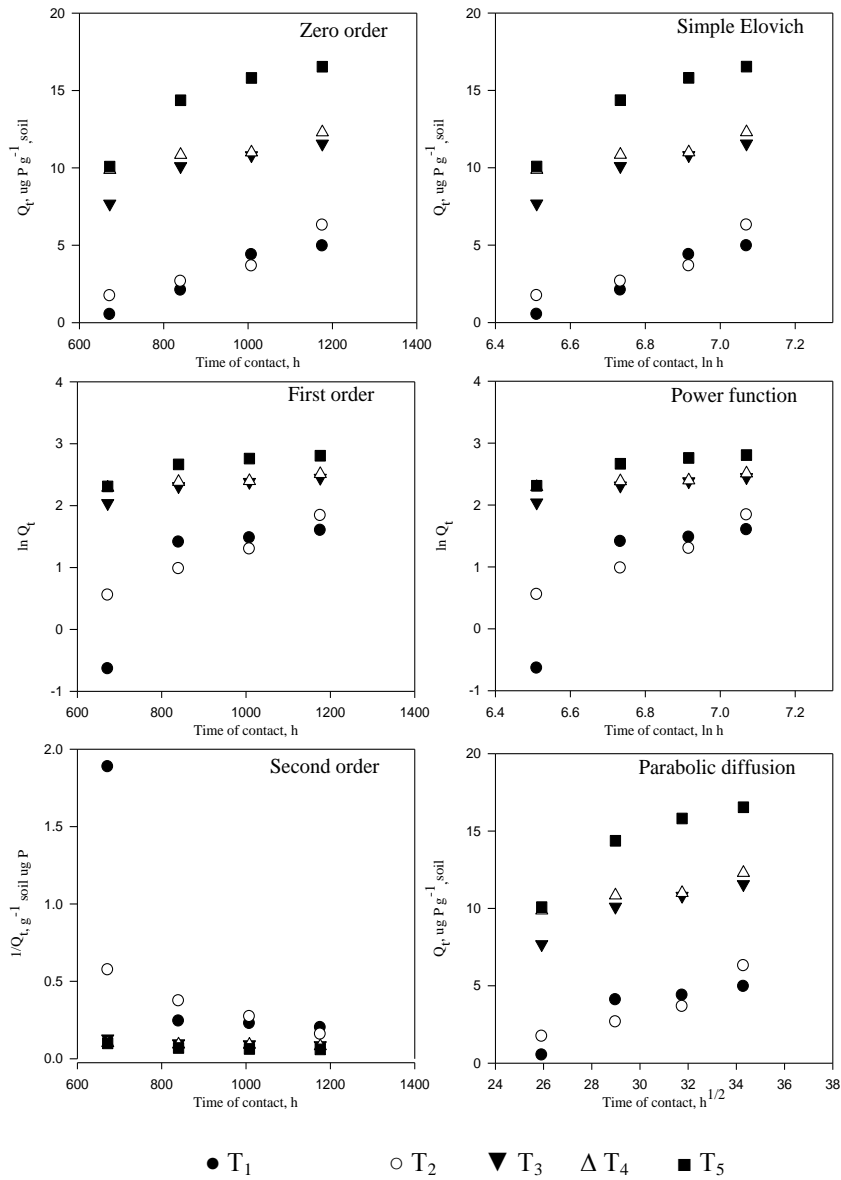 Zero order
20
15
10
5
0
Q_t, ug P g^-1, soil
600 800 1000 1200 1400
Time of contact, h
Simple Elovich
20
15
10
5
0
Q_t, ug P g^-1, soil
6.4 6.6 6.8 7.0 7.2
Time of contact, ln h
First order
4
3
2
1
0
-1
ln Q_t
600 800 1000 1200 1400
Time of contact, h
Power function
4
3
2
1
0
-1
ln Q_t
6.4 6.6 6.8 7.0 7.2
Time of contact, ln h
Second order
2.0
1.5
1.0
0.5
0.0
1/Q_t, g^-1 soil ug P
600 800 1000 1200 1400
Time of contact, h
Parabolic diffusion
20
15
10
5
0
Q_t, ug P g^-1, soil
24 26 28 30 32 34 36 38
Time of contact, h^1/2
T_1 T_2 T_3 T_4 T_5